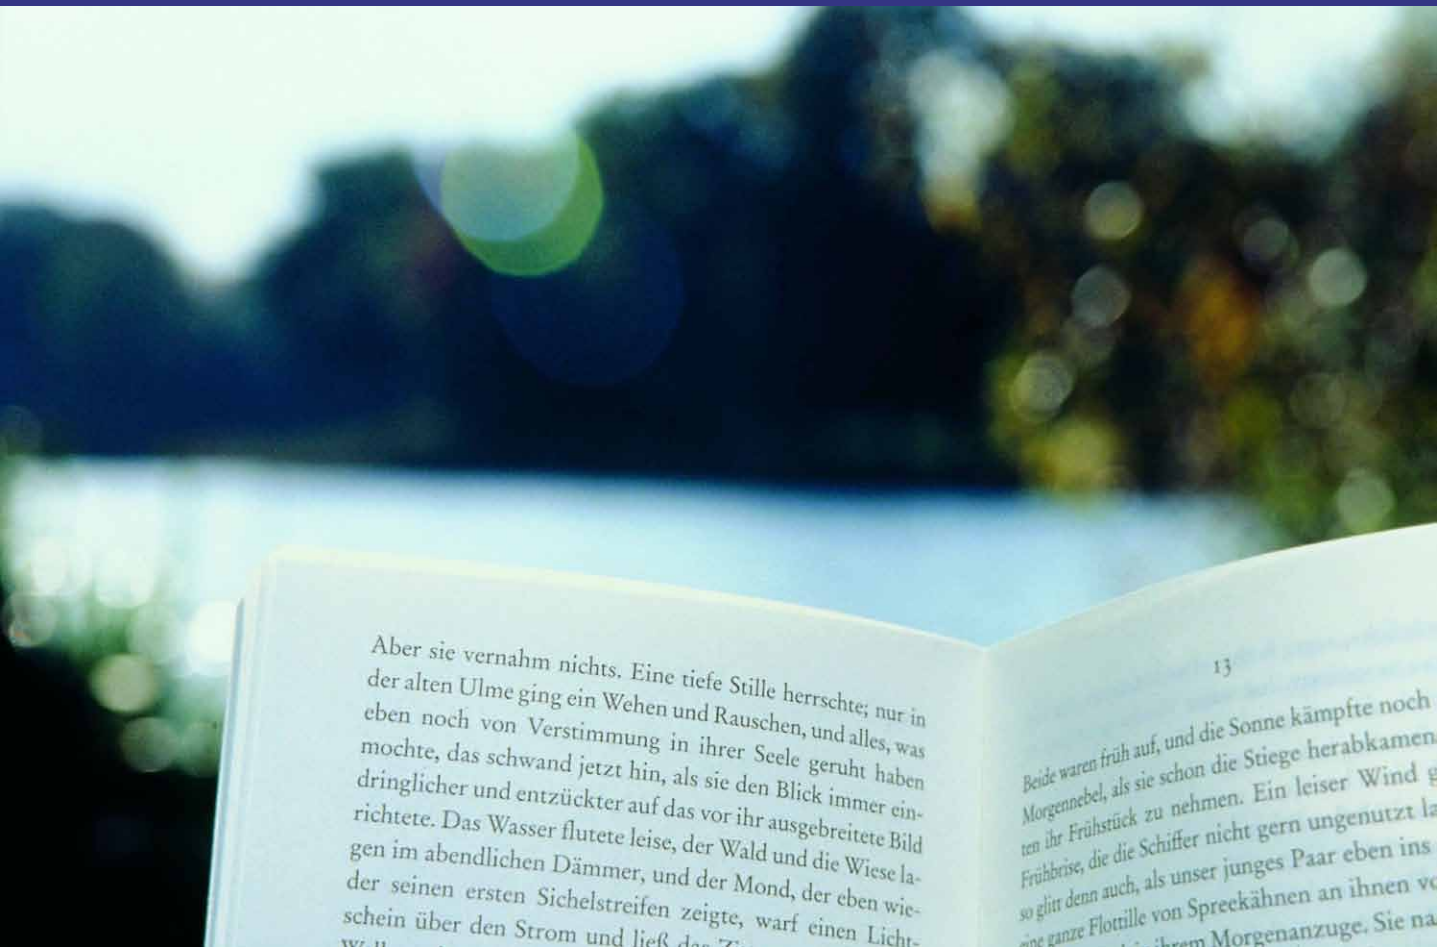 Aber sie vernahm nichts. Eine tiefe Stille herrschte; nur in
der alten Ulme ging ein Wehen und Rauschen, und alles, was
eben noch von Verstimmung in ihrer Seele geruht haben
mochte, das schwand jetzt hin, als sie den Blick immer ein-
dringlicher und entzückter auf das vor ihr ausgebreitete Bild
richtete. Das Wasser flutete leise, der Wald und die Wiese la-
gen im abendlichen Dämmer, und der Mond, der eben wie-
der seinen ersten Sichelstreifen zeigte, warf einen Licht-
schein über den Strom und ließ das
13
Beide waren früh auf, und die Sonne kämpfte noch
Morgennebel, als sie schon die Stiege herabkamen
ten ihr Frühstück zu nehmen. Ein leiser Wind
Frühbrise, die die Schiffer nicht gern ungenutzt
so glitt denn auch, als unser junges Paar eben ins
eine ganze Flottille von Spreekähnen an ihnen
ihrem Morgenanzuge. Sie